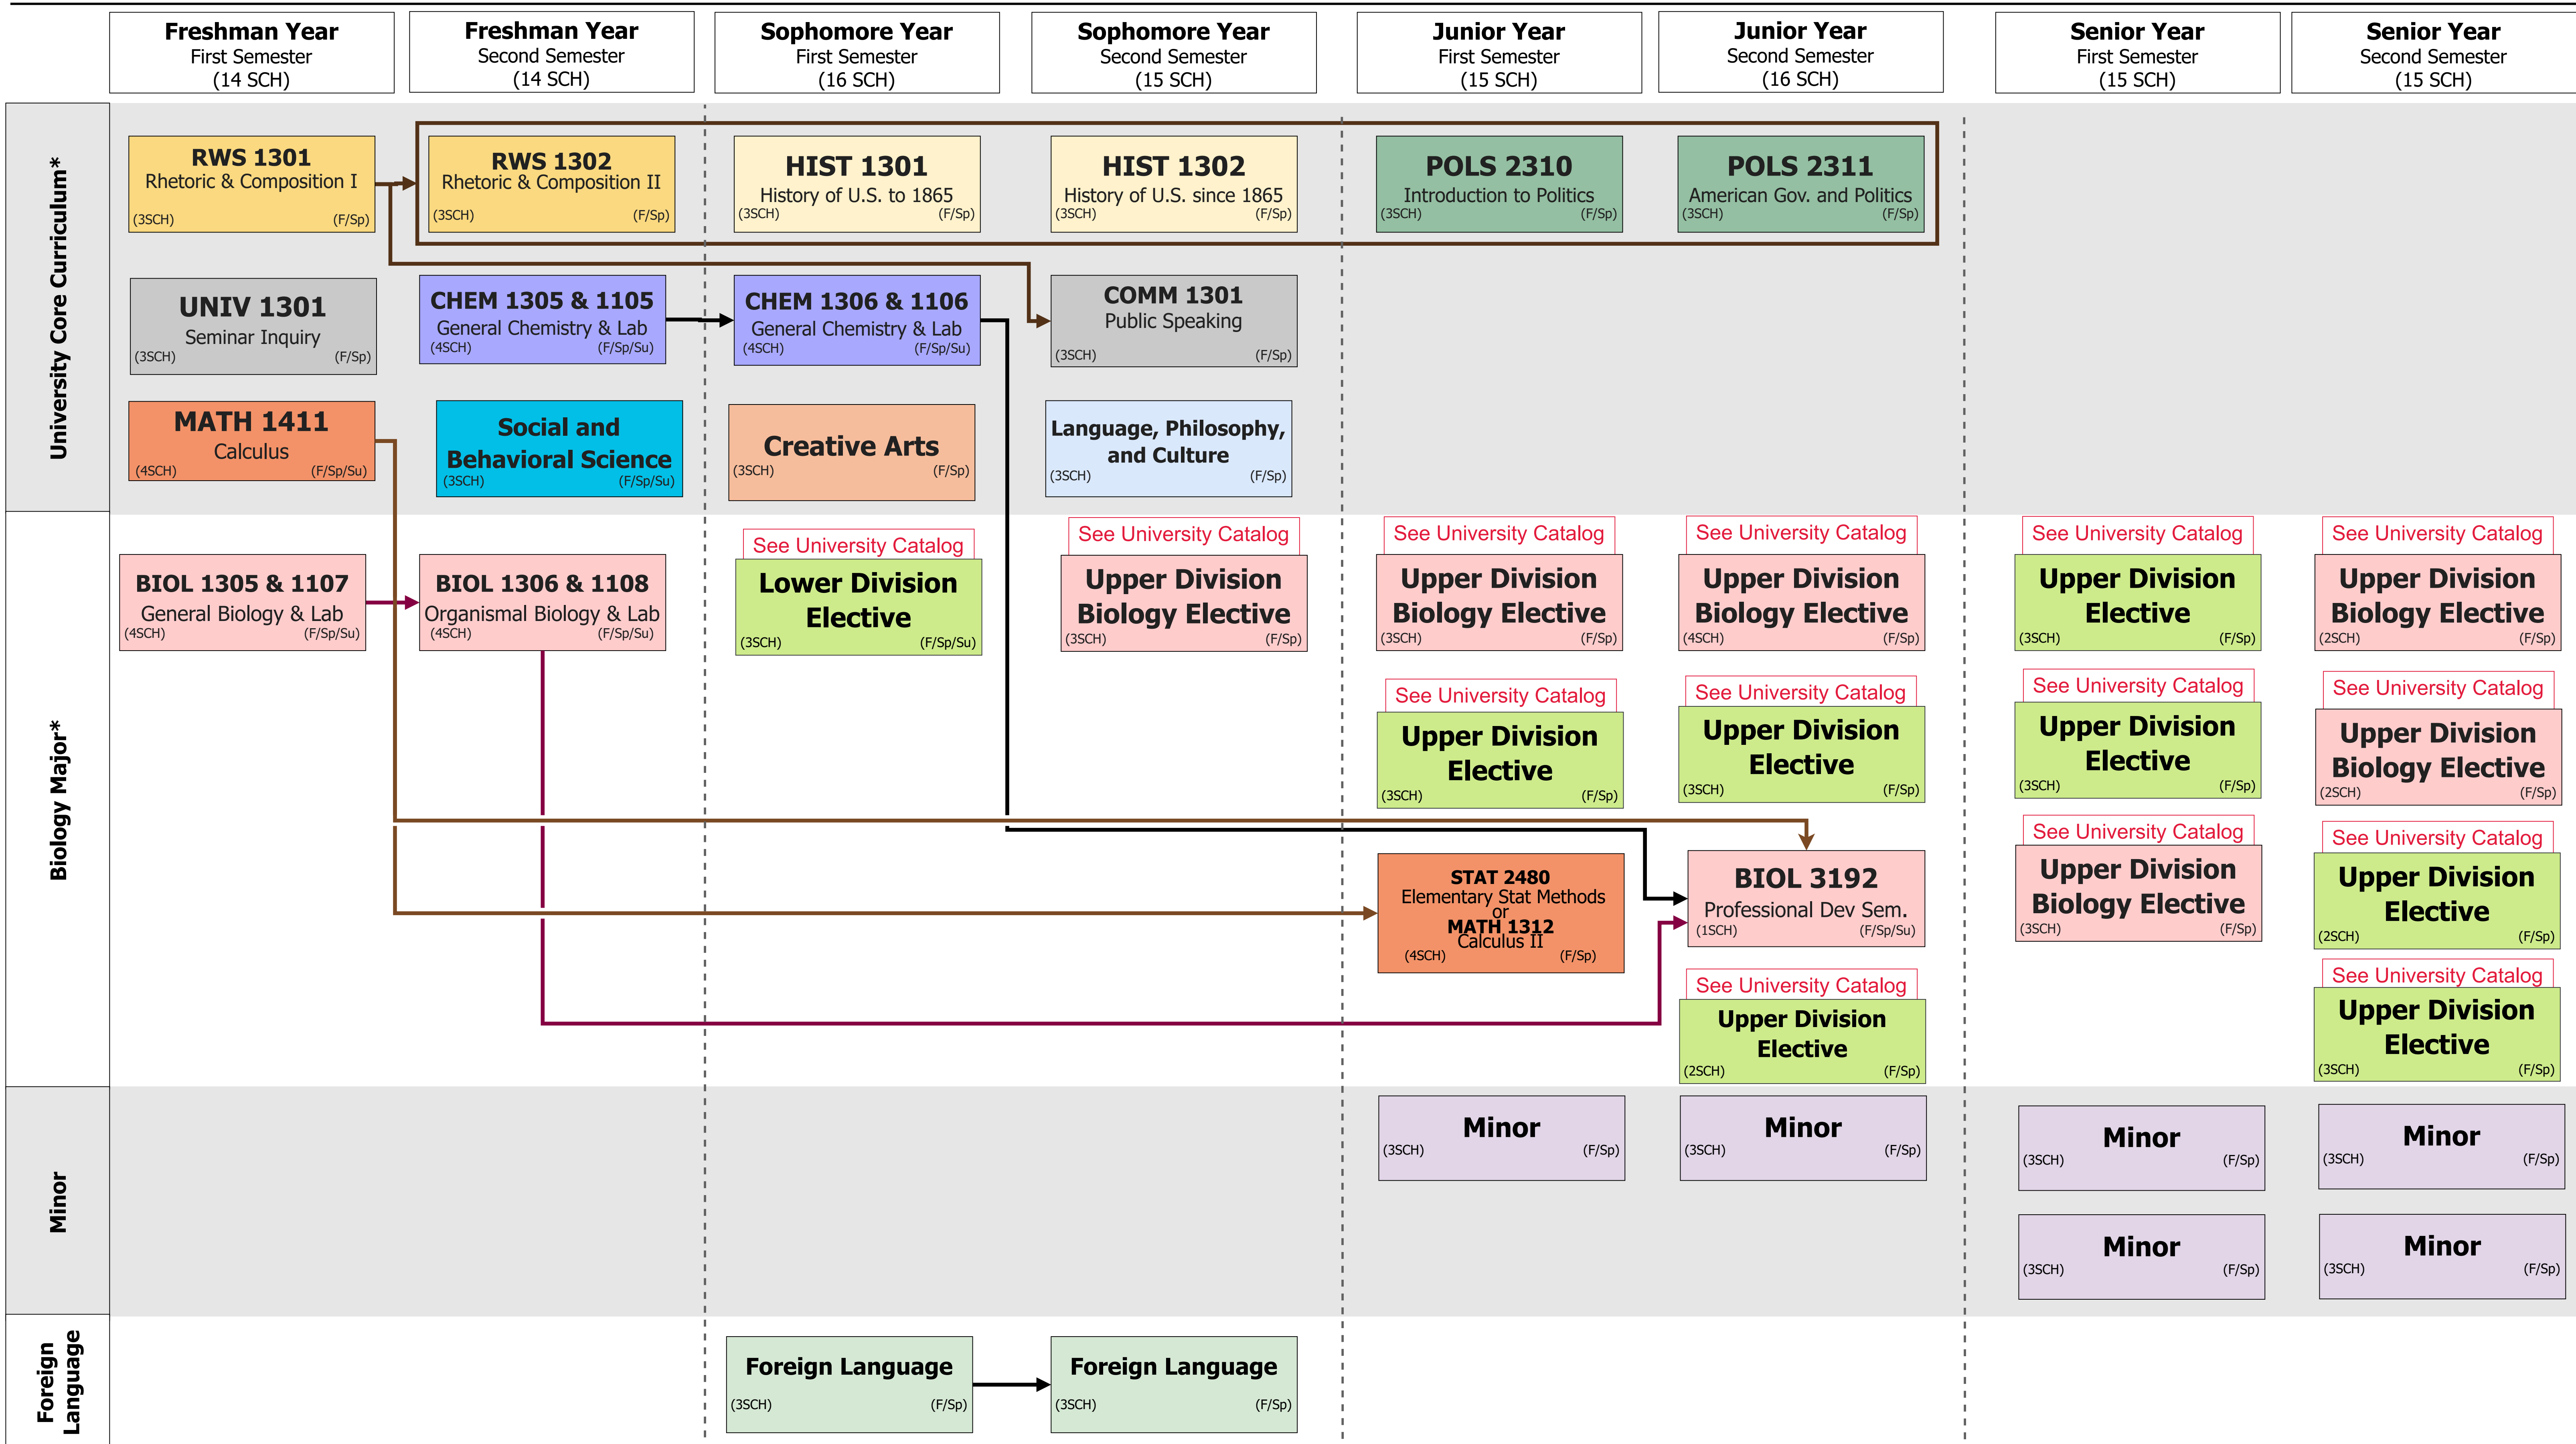 Freshman Year
First Semester
(14 SCH)
Freshman Year
Second Semester
(14 SCH)
Sophomore Year
First Semester
(16 SCH)
Sophomore Year
Second Semester
(15 SCH)
Junior Year
First Semester
(15 SCH)
Junior Year
Second Semester
(16 SCH)
Senior Year
First Semester
(15 SCH)
Senior Year
Second Semester
(15 SCH)
University Core Curriculum*
RWS 1301
Rhetoric & Composition I
(3SCH) (F/Sp)
RWS 1302
Rhetoric & Composition II
(3SCH) (F/Sp)
HIST 1301
History of U.S. to 1865
(3SCH) (F/Sp)
HIST 1302
History of U.S. since 1865
(3SCH) (F/Sp)
POLS 2310
Introduction to Politics
(3SCH) (F/Sp)
POLS 2311
American Gov. and Politics
(3SCH) (F/Sp)
UNIV 1301
Seminar Inquiry
(3SCH) (F/Sp)
CHEM 1305 & 1105
General Chemistry & Lab
(4SCH) (F/Sp/Su)
CHEM 1306 & 1106
General Chemistry & Lab
(4SCH) (F/Sp/Su)
COMM 1301
Public Speaking
(3SCH) (F/Sp)
MATH 1411
Calculus
(4SCH) (F/Sp/Su)
Social and
Behavioral Science
(3SCH) (F/Sp/Su)
Creative Arts
(3SCH) (F/Sp)
Language, Philosophy,
and Culture
(3SCH) (F/Sp)
Biology Major*
BIOL 1305 & 1107
General Biology & Lab
(4SCH) (F/Sp/Su)
BIOL 1306 & 1108
Organismal Biology & Lab
(4SCH) (F/Sp/Su)
See University Catalog
Lower Division
Elective
(3SCH) (F/Sp/Su)
See University Catalog
Upper Division
Biology Elective
(3SCH) (F/Sp)
See University Catalog
Upper Division
Biology Elective
(3SCH) (F/Sp)
See University Catalog
Upper Division
Biology Elective
(4SCH) (F/Sp)
See University Catalog
Upper Division
Elective
(3SCH) (F/Sp)
See University Catalog
Upper Division
Biology Elective
(2SCH) (F/Sp)
See University Catalog
Upper Division
Elective
(3SCH) (F/Sp)
See University Catalog
Upper Division
Elective
(3SCH) (F/Sp)
See University Catalog
Upper Division
Elective
(3SCH) (F/Sp)
See University Catalog
Upper Division
Biology Elective
(2SCH) (F/Sp)
STAT 2480
Elementary Stat Methods
or
MATH 1312
Calculus II
(4SCH) (F/Sp)
BIOL 3192
Professional Dev Sem.
(1SCH) (F/Sp/Su)
See University Catalog
Upper Division
Biology Elective
(3SCH) (F/Sp)
See University Catalog
Upper Division
Elective
(2SCH) (F/Sp)
See University Catalog
Upper Division
Elective
(2SCH) (F/Sp)
See University Catalog
Upper Division
Elective
(3SCH) (F/Sp)
Minor
Minor
(3SCH) (F/Sp)
Minor
(3SCH) (F/Sp)
Minor
(3SCH) (F/Sp)
Minor
(3SCH) (F/Sp)
Minor
(3SCH) (F/Sp)
Minor
(3SCH) (F/Sp)
Foreign
Language
Foreign Language
(3SCH) (F/Sp)
Foreign Language
(3SCH) (F/Sp)